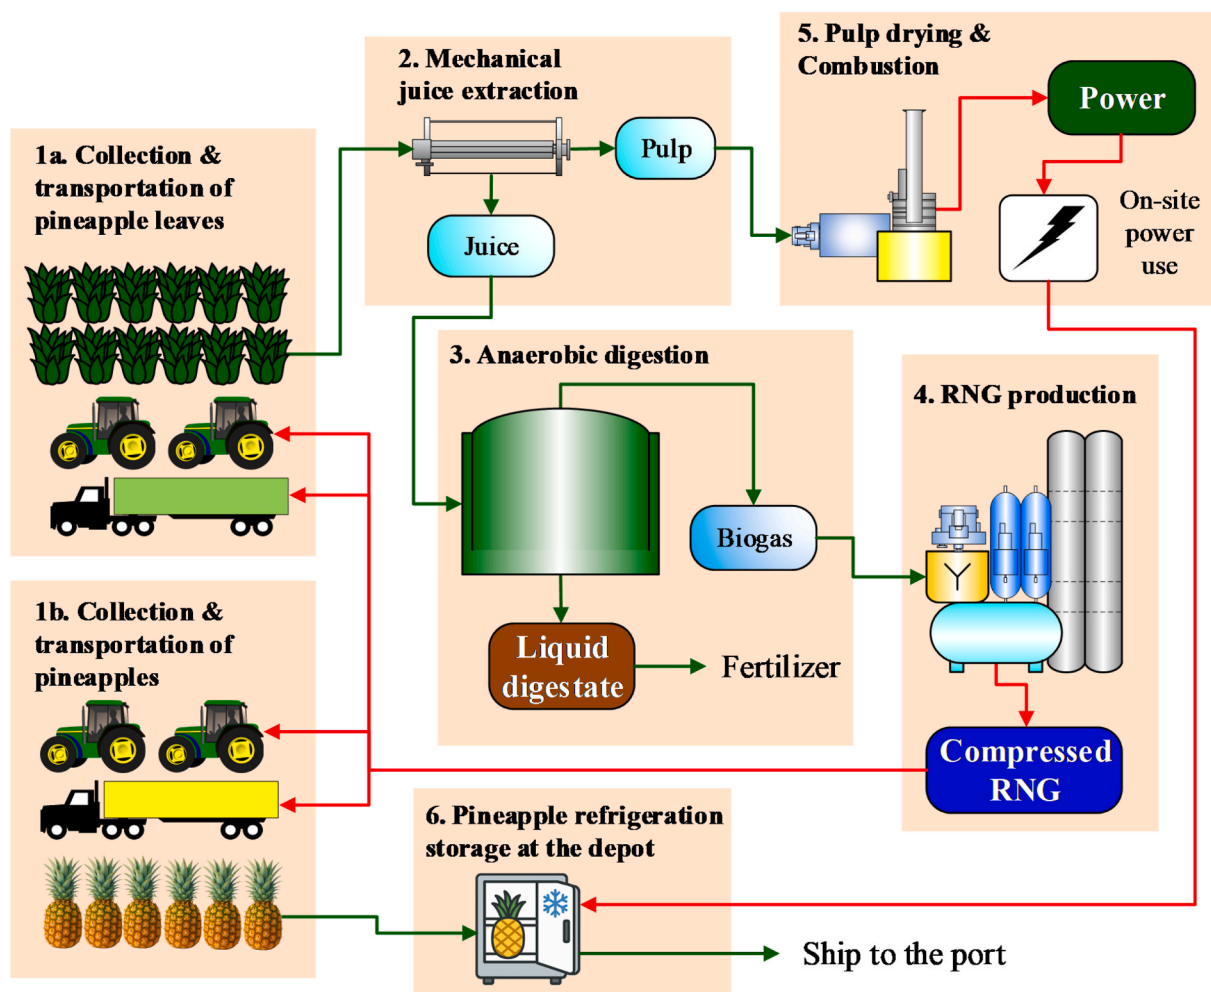 1a. Collection &
transportation of
pineapple leaves
2. Mechanical
juice extraction
Pulp
Juice
5. Pulp drying &
Combustion
Power
On-site
power
use
3. Anaerobic digestion
Biogas
Liquid
digestate
Fertilizer
4. RNG production
Compressed
RNG
1b. Collection &
transportation of
pineapples
6. Pineapple refrigeration
storage at the depot
Ship to the port